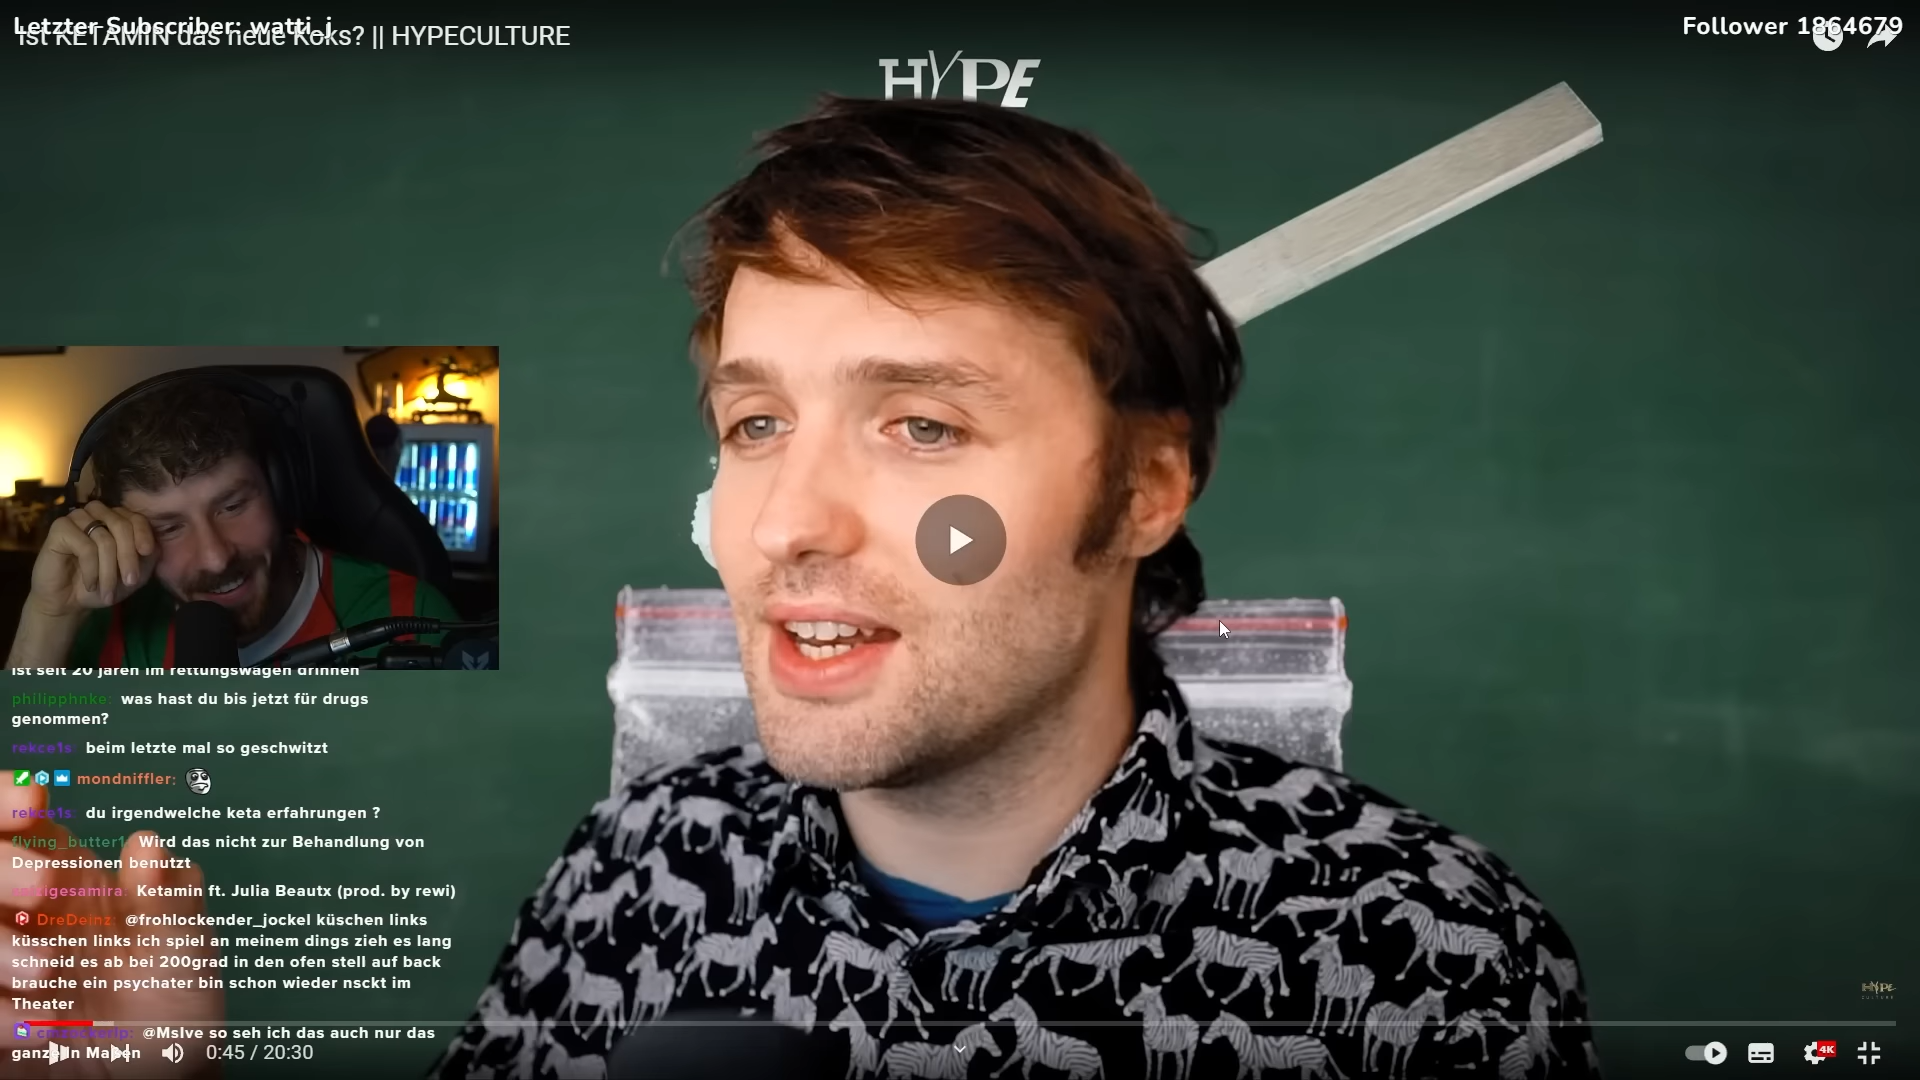 Letzter Subscriber: watti_j
Follower 1864679
Ist KETAMIN das neue Koks? || HYPECULTURE
HYPE
ist seit 20 jaren im rettungswagen drinnen
philipphnke: was hast du bis jetzt für drugs
genommen?
rekce1s: beim letzte mal so geschwitzt
mondniffler:
rekce1s: du irgendwelche keta erfahrungen ?
flying_butter1: Wird das nicht zur Behandlung von
Depressionen benutzt
Ketamin ft. Julia Beautx (prod. by rewi)
DreDeinz: @frohlockender_jockel küschen links
küsschen links ich spiel an meinem dings zieh es lang
schneid es ab bei 200grad in den ofen stell auf back
brauche ein psychater bin schon wieder nsckt im
Theater
@Mslve so seh ich das auch nur das
ganze in
0:45 / 20:30
4K
HYPE
CULTURE